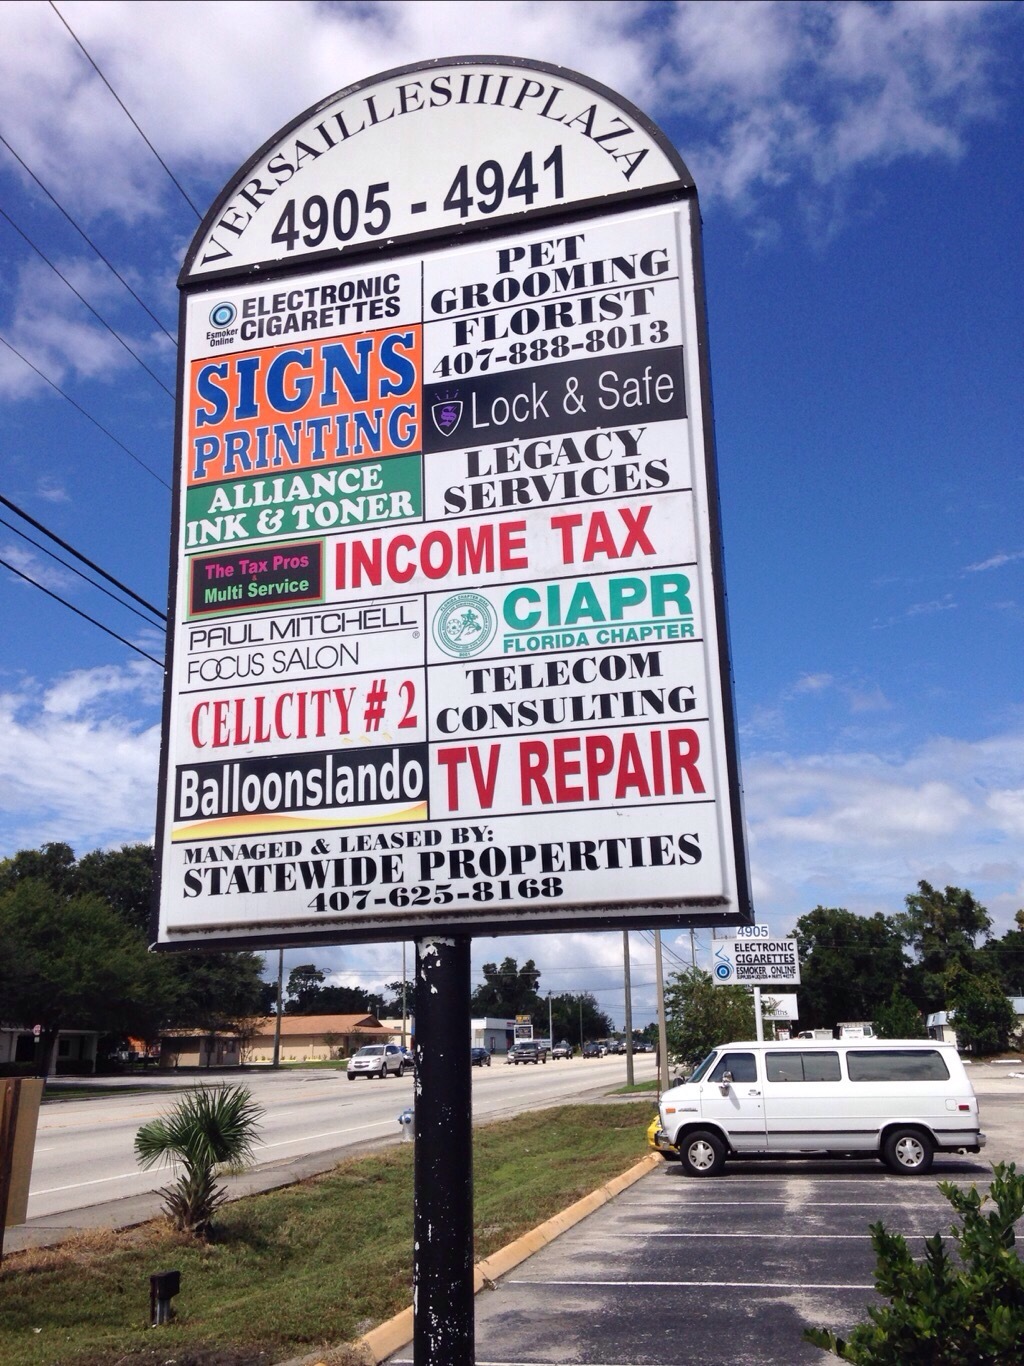 VERSAILLESIIIPLAZA
4905 - 4941
Esmoker
Online
ELECTRONIC
CIGARETTES
PET
GROOMING
FLORIST
407-888-8013
SIGNS
PRINTING
S
Lock & Safe
ALLIANCE
INK & TONER
LEGACY
SERVICES
The Tax Pros
&
Multi Service
INCOME TAX
PAUL MITCHELL®
FOCUS SALON
CIAPR
FLORIDA CHAPTER
CELLCITY # 2
TELECOM
CONSULTING
Balloonslando
TV REPAIR
MANAGED & LEASED BY:
STATEWIDE PROPERTIES
407-625-8168
4905
ELECTRONIC
CIGARETTES
ESMOKER ONLINE